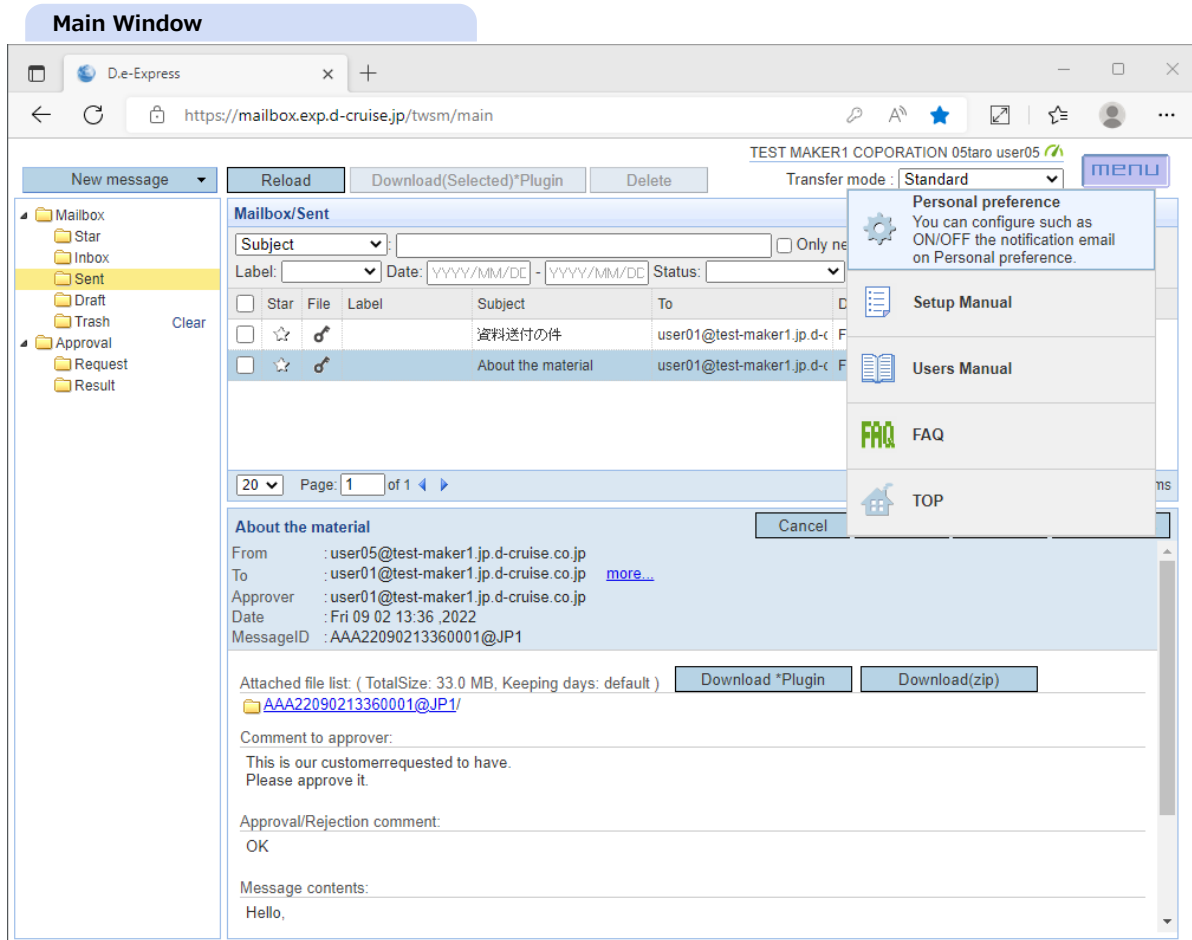 Main Window
D.e-Express
https://mailbox.exp.d-cruise.jp/twsm/main
TEST MAKER1 COPORATION 05taro user05
New message
Reload
Download(Selected)*Plugin
Delete
Transfer mode : Standard
menu
Mailbox
Star
Inbox
Sent
Draft
Trash
Clear
Approval
Request
Result
Mailbox/Sent
Subject :
Only ne
Label: Date: YYYY/MM/DD - YYYY/MM/DD Status:
Star File Label Subject To D
資料送付の件 user01@test-maker1.jp.d-c F
About the material user01@test-maker1.jp.d-c F
20 Page: 1 of 1
ms
Personal preference
You can configure such as
ON/OFF the notification email
on Personal preference.
Setup Manual
Users Manual
FAQ FAQ
TOP
About the material
Cancel
From : user05@test-maker1.jp.d-cruise.co.jp
To : user01@test-maker1.jp.d-cruise.co.jp more...
Approver : user01@test-maker1.jp.d-cruise.co.jp
Date : Fri 09 02 13:36 ,2022
MessageID : AAA22090213360001@JP1
Attached file list: ( TotalSize: 33.0 MB, Keeping days: default )
Download *Plugin
Download(zip)
AAA22090213360001@JP1/
Comment to approver:
This is our customerrequested to have.
Please approve it.
Approval/Rejection comment:
OK
Message contents:
Hello,